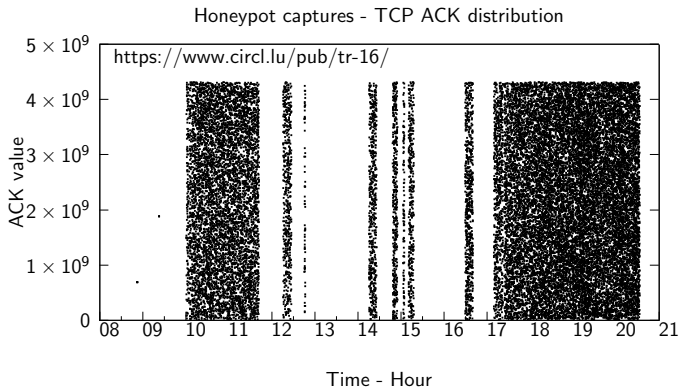 Honeypot captures - TCP ACK distribution
https://www.circl.lu/pub/tr-16/
ACK value
5 × 10⁹
4 × 10⁹
3 × 10⁹
2 × 10⁹
1 × 10⁹
0
08 09 10 11 12 13 14 15 16 17 18 19 20 21
Time - Hour